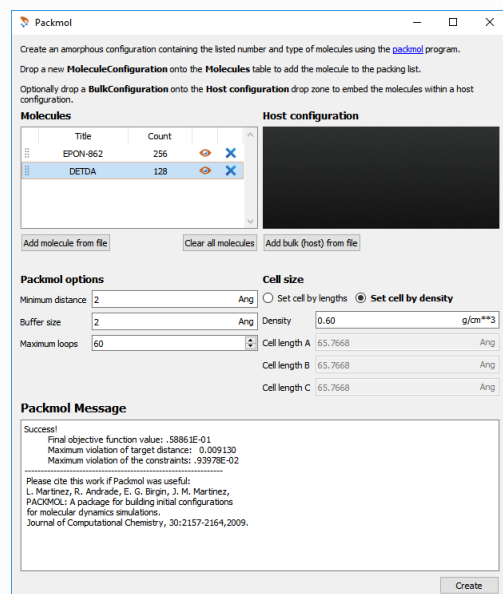 Packmol
Create an amorphous configuration containing the listed number and type of molecules using the packmol program.
Drop a new MoleculeConfiguration onto the Molecules table to add the molecule to the packing list.
Optionally drop a BulkConfiguration onto the Host configuration drop zone to embed the molecules within a host
configuration.
Molecules
Title Count
EPON-862 256
DETDA 128
Add molecule from file Clear all molecules
Host configuration
Add bulk (host) from file
Packmol options
Minimum distance 2 Ang
Buffer size 2 Ang
Maximum loops 60
Cell size
Set cell by lengths Set cell by density
Density 0.60 g/cm**3
Cell length A 65.7668 Ang
Cell length B 65.7668 Ang
Cell length C 65.7668 Ang
Packmol Message
Success!
Final objective function value: .58861E-01
Maximum violation of target distance: 0.009130
Maximum violation of the constraints: .93978E-02
--------------------------------------------------------------
Please cite this work if Packmol was useful:
L. Martinez, R. Andrade, E. G. Birgin, J. M. Martinez,
PACKMOL: A package for building initial configurations
for molecular dynamics simulations.
Journal of Computational Chemistry, 30:2157-2164,2009.
Create